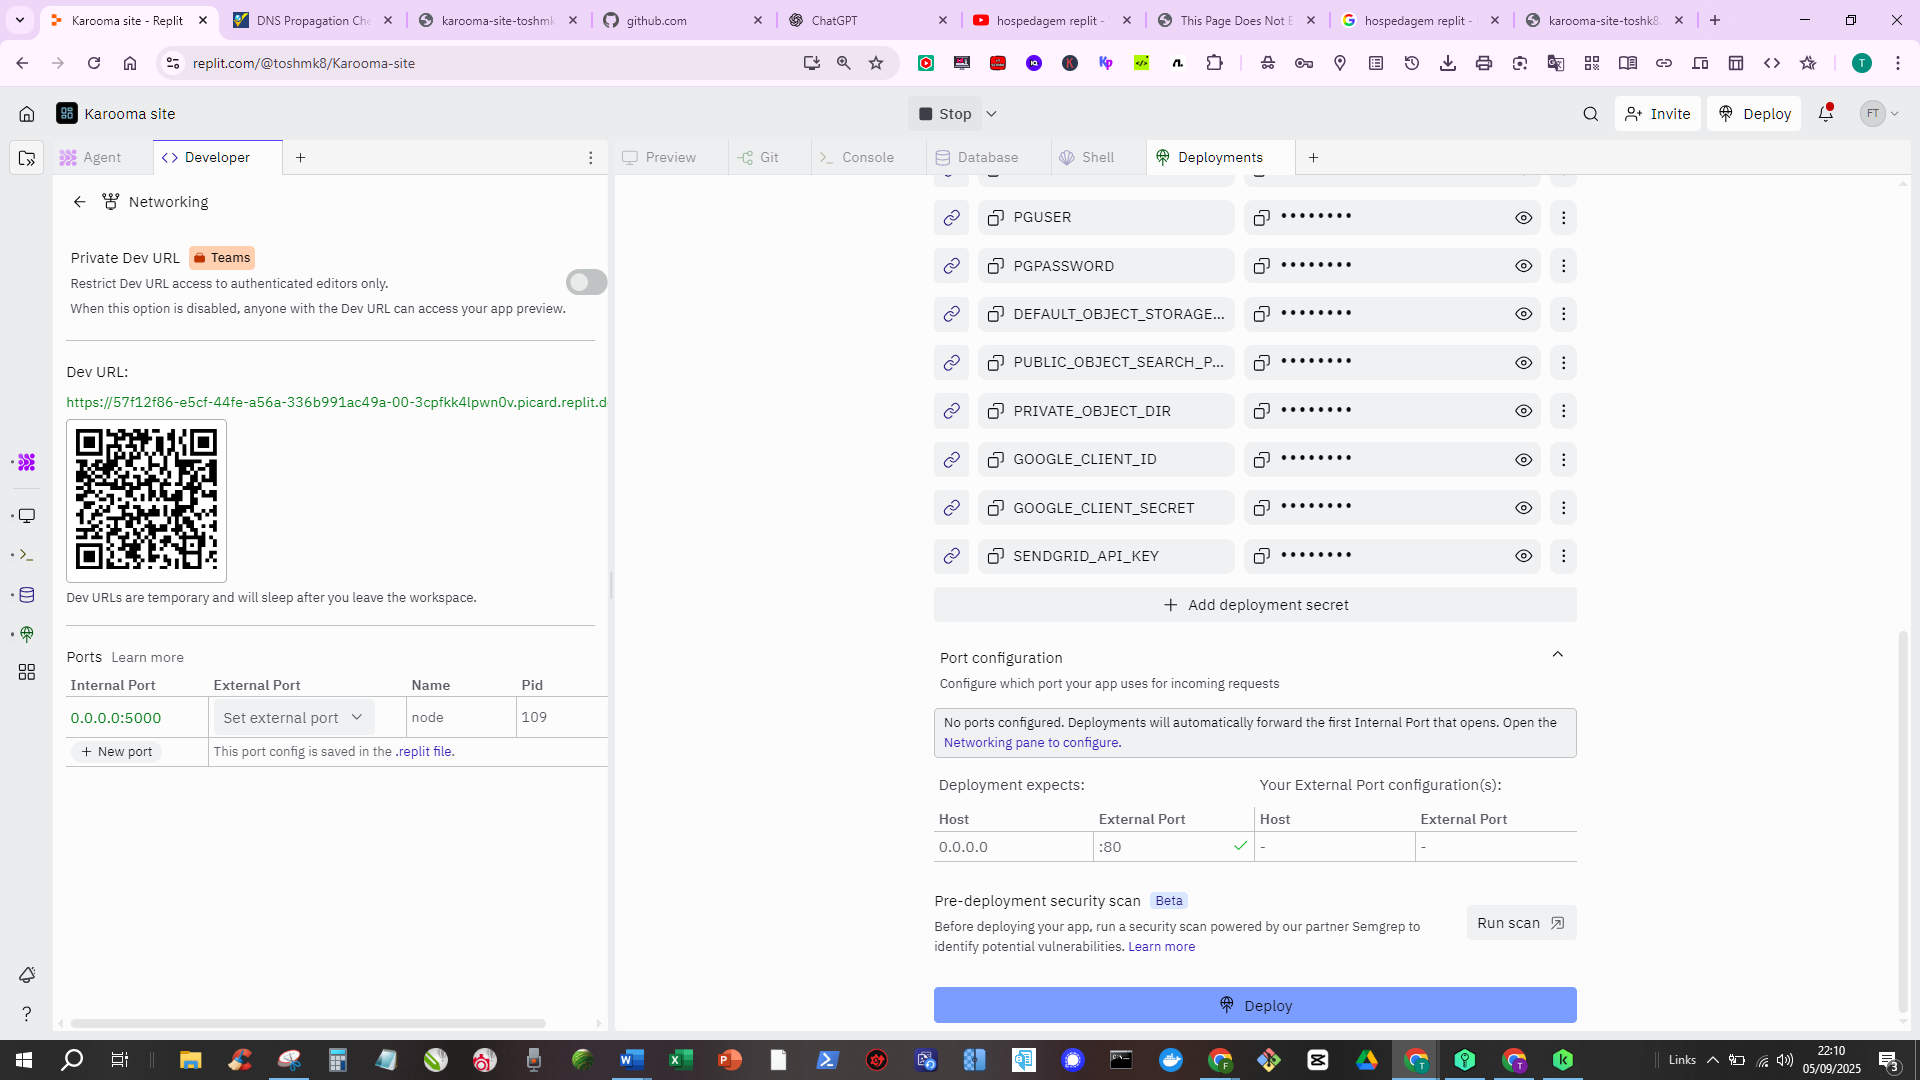 Karooma site - Replit
DNS Propagation Che
karooma-site-toshmk
github.com
ChatGPT
hospedagem replit -
This Page Does Not E
hospedagem replit -
karooma-site-toshk8
replit.com/@toshmk8/Karooma-site
T
Karooma site
Stop
Invite
Deploy
FT
Agent
Developer
Preview
Git
Console
Database
Shell
Deployments
Networking
Private Dev URL
Teams
Restrict Dev URL access to authenticated editors only.
When this option is disabled, anyone with the Dev URL can access your app preview.
Dev URL:
https://57f12f86-e5cf-44fe-a56a-336b991ac49a-00-3cpfkk4lpwn0v.picard.replit.d
Dev URLs are temporary and will sleep after you leave the workspace.
Ports Learn more
Internal Port External Port Name Pid
0.0.0.0:5000 Set external port node 109
New port This port config is saved in the .replit file.
PGUSER
PGPASSWORD
DEFAULT_OBJECT_STORAGE...
PUBLIC_OBJECT_SEARCH_P...
PRIVATE_OBJECT_DIR
GOOGLE_CLIENT_ID
GOOGLE_CLIENT_SECRET
SENDGRID_API_KEY
Add deployment secret
Port configuration
Configure which port your app uses for incoming requests
No ports configured. Deployments will automatically forward the first Internal Port that opens. Open the
Networking pane to configure.
Deployment expects: Your External Port configuration(s):
Host External Port Host External Port
0.0.0.0 :80 - -
Pre-deployment security scan Beta
Before deploying your app, run a security scan powered by our partner Semgrep to
identify potential vulnerabilities. Learn more
Run scan
Deploy
Links
22:10
05/09/2025
3